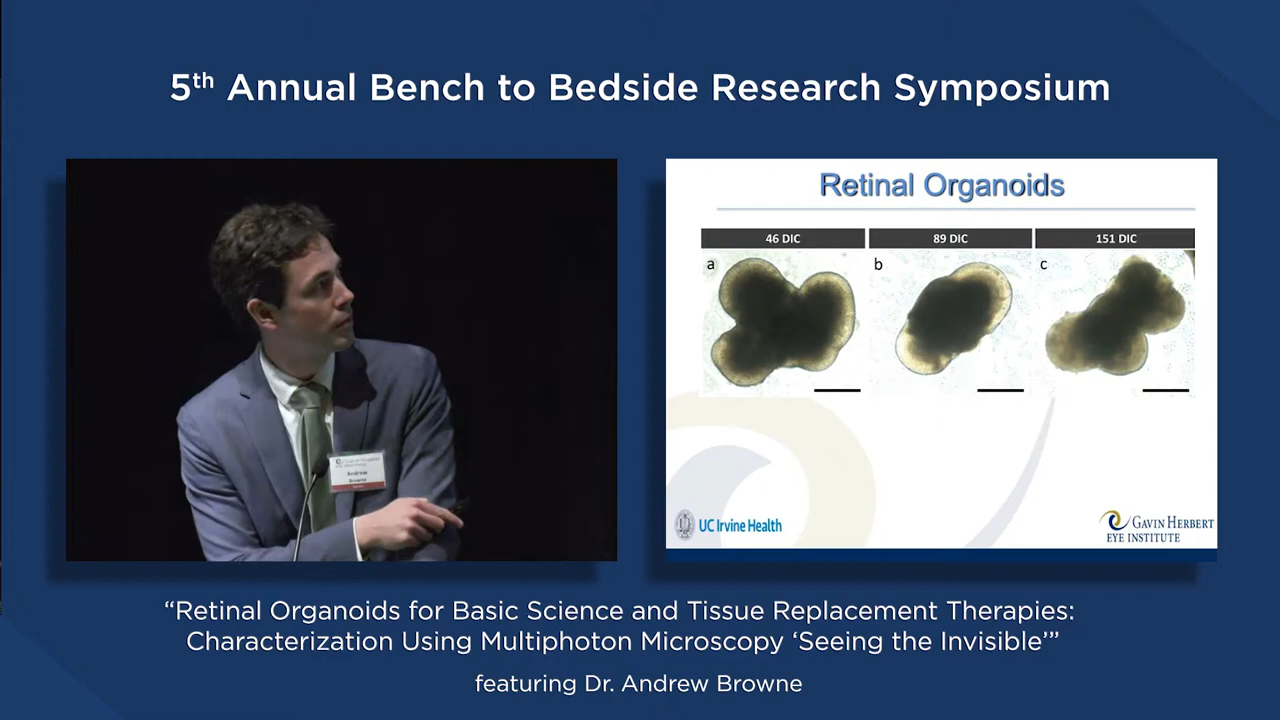 5th Annual Bench to Bedside Research Symposium
Andrew
Browne
Retinal Organoids
46 DIC
89 DIC
151 DIC
a
b
c
UC Irvine Health
GAVIN HERBERT
EYE INSTITUTE
“Retinal Organoids for Basic Science and Tissue Replacement Therapies:
Characterization Using Multiphoton Microscopy ‘Seeing the Invisible’”
featuring Dr. Andrew Browne